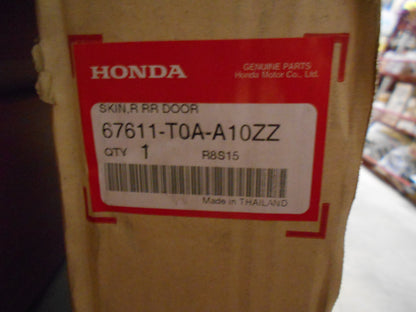 HONDA
GENUINE PARTS
Honda Motor Co., Ltd.
SKIN,R RR DOOR
67611-T0A-A10ZZ
QTY 1 R8S15
Made in THAILAND